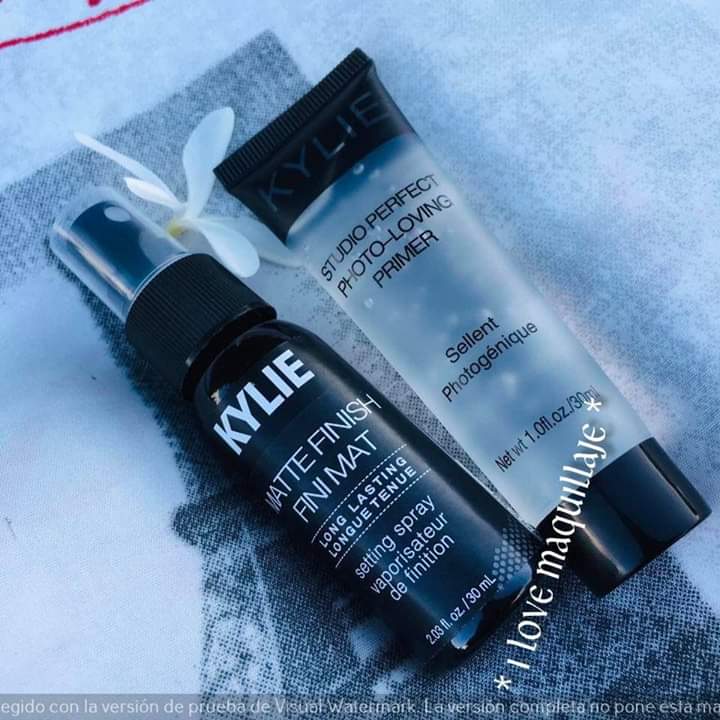 KYLIE
STUDIO PERFECT
PHOTO-LOVING
PRIMER
Sellent
Photogénique
Net wt 1.0fl.oz./30ml
KYLIE
MATTE FINISH
FINI MAT
LONG LASTING
LONGUE TENUE
setting spray
vaporisateur
de finition
2.03 fl. oz. / 30 mL
* I LOVE MAQUILLAJE *
egido con la versión de prueba de Visual Watermark. La versión completa no pone esta ma